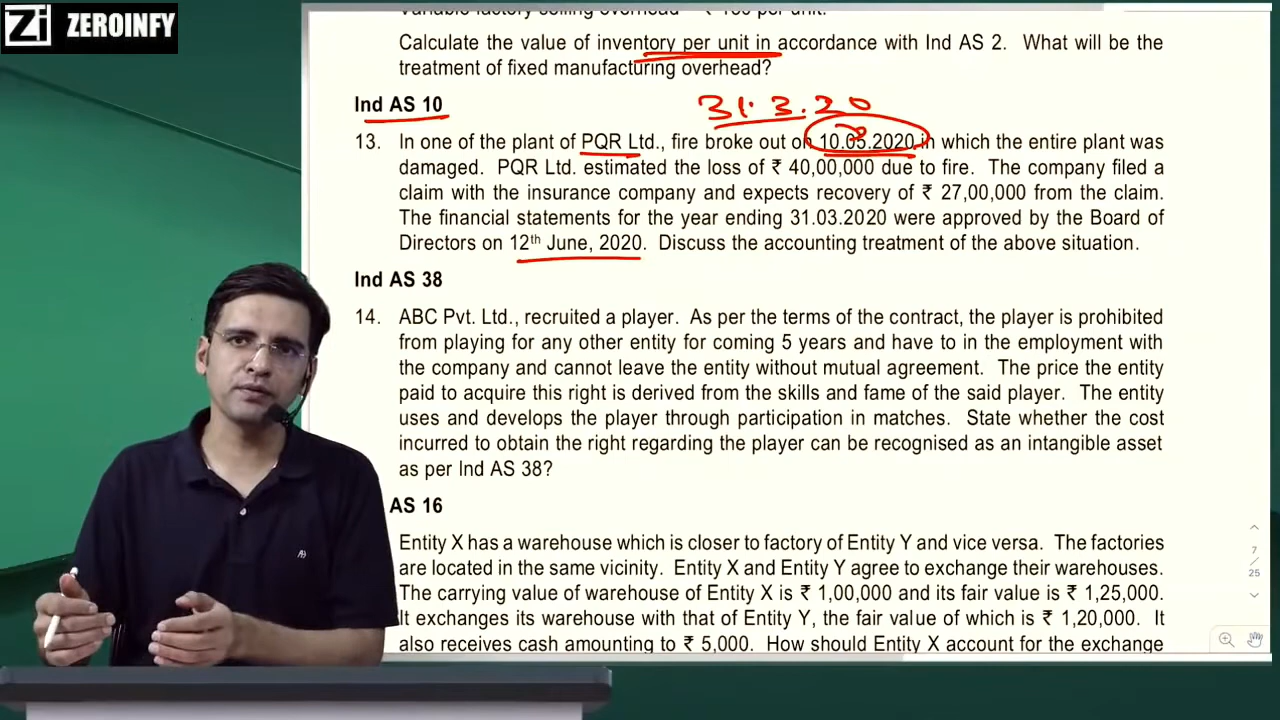 Zi ZEROINFY
Variable factory selling overhead - ₹ 100 per unit.
Calculate the value of inventory per unit in accordance with Ind AS 2. What will be the
treatment of fixed manufacturing overhead?
Ind AS 10
31.3.20
13. In one of the plant of PQR Ltd., fire broke out on 10.05.2020 in which the entire plant was
damaged. PQR Ltd. estimated the loss of ₹ 40,00,000 due to fire. The company filed a
claim with the insurance company and expects recovery of ₹ 27,00,000 from the claim.
The financial statements for the year ending 31.03.2020 were approved by the Board of
Directors on 12th June, 2020. Discuss the accounting treatment of the above situation.
Ind AS 38
14. ABC Pvt. Ltd., recruited a player. As per the terms of the contract, the player is prohibited
from playing for any other entity for coming 5 years and have to in the employment with
the company and cannot leave the entity without mutual agreement. The price the entity
paid to acquire this right is derived from the skills and fame of the said player. The entity
uses and develops the player through participation in matches. State whether the cost
incurred to obtain the right regarding the player can be recognised as an intangible asset
as per Ind AS 38?
AS 16
Entity X has a warehouse which is closer to factory of Entity Y and vice versa. The factories
are located in the same vicinity. Entity X and Entity Y agree to exchange their warehouses.
The carrying value of warehouse of Entity X is ₹ 1,00,000 and its fair value is ₹ 1,25,000.
It exchanges its warehouse with that of Entity Y, the fair value of which is ₹ 1,20,000. It
also receives cash amounting to ₹ 5,000. How should Entity X account for the exchange
7
/
25